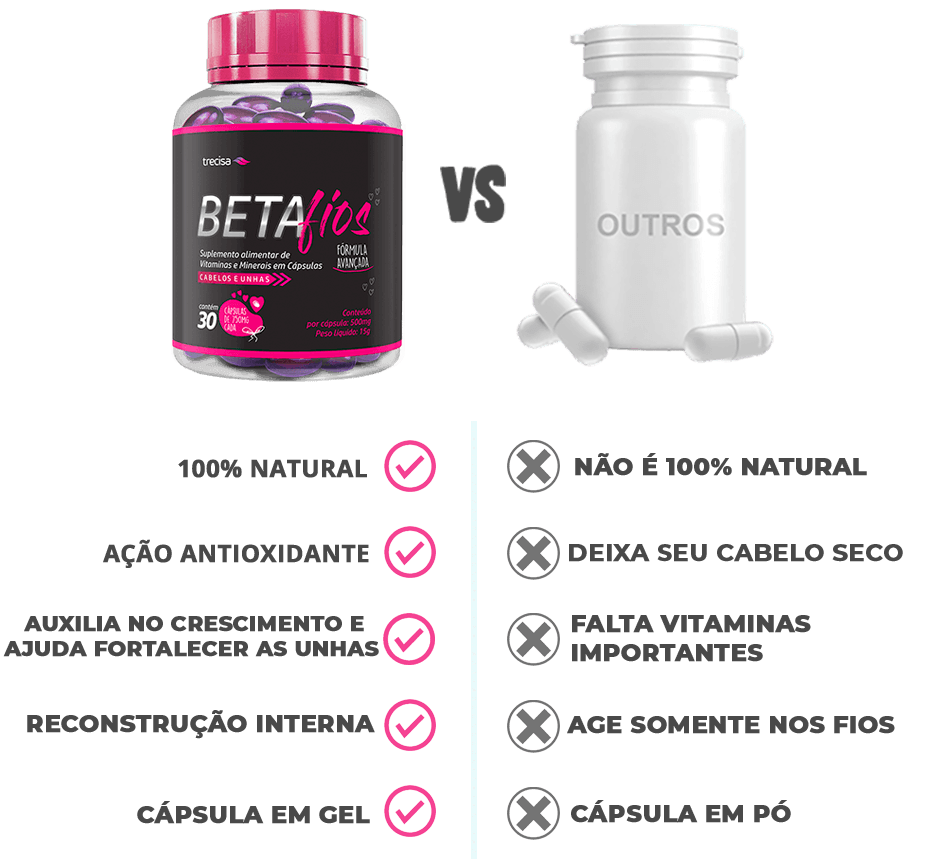 trecisa
BETAfios
FÓRMULA
AVANÇADA
Suplemento alimentar de
Vitaminas e Minerais em Cápsulas
CABELOS E UNHAS
contém
30
CÁPSULAS
DE 750MG
CADA
Conteúdo
por cápsula: 500mg
Peso Líquido: 15g
VS
OUTROS
100% NATURAL
NÃO É 100% NATURAL
AÇÃO ANTIOXIDANTE
DEIXA SEU CABELO SECO
AUXILIA NO CRESCIMENTO E
AJUDA FORTALECER AS UNHAS
FALTA VITAMINAS
IMPORTANTES
RECONSTRUÇÃO INTERNA
AGE SOMENTE NOS FIOS
CÁPSULA EM GEL
CÁPSULA EM PÓ